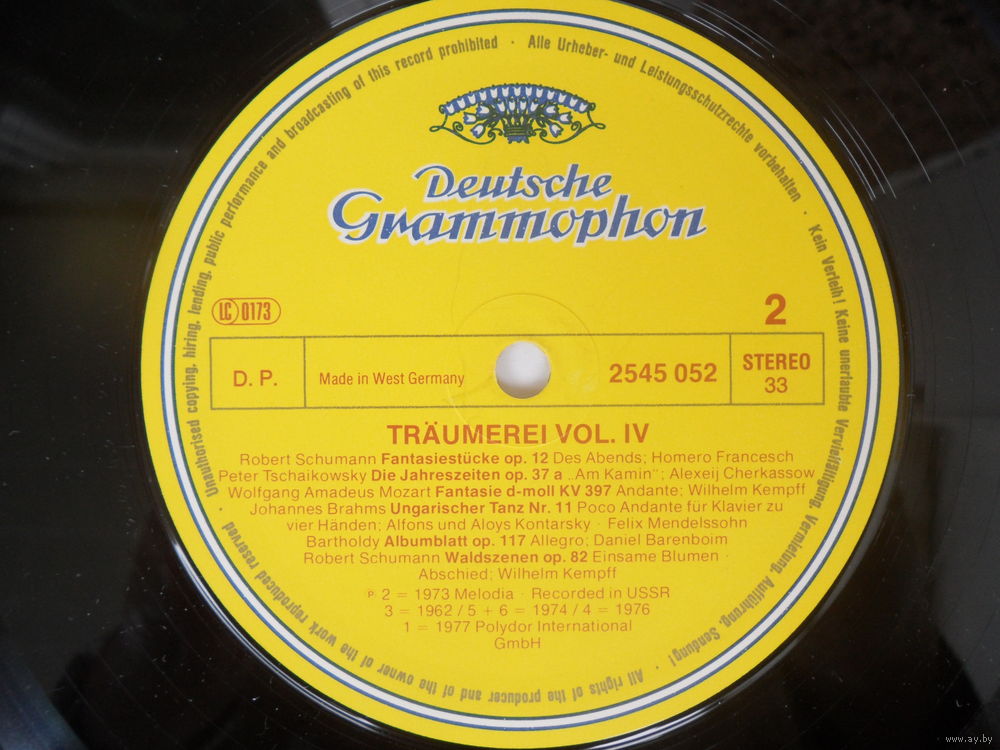 Deutsche
Grammophon
LC 0173
2
D. P.
Made in West Germany
2545 052
STEREO
33
TRÄUMEREI VOL. IV
Robert Schumann Fantasiestücke op. 12 Des Abends; Homero Francesch
Peter Tschaikowsky Die Jahreszeiten op. 37 a „Am Kamin“; Alexeij Cherkassow
Wolfgang Amadeus Mozart Fantasie d-moll KV 397 Andante; Wilhelm Kempff
Johannes Brahms Ungarischer Tanz Nr. 11 Poco Andante für Klavier zu
vier Händen; Alfons und Aloys Kontarsky · Felix Mendelssohn
Bartholdy Albumblatt op. 117 Allegro; Daniel Barenboim
Robert Schumann Waldszenen op. 82 Einsame Blumen ·
Abschied; Wilhelm Kempff
℗ 2 = 1973 Melodia · Recorded in USSR
3 = 1962 / 5 + 6 = 1974 / 4 = 1976
1 = 1977 Polydor International
GmbH
Alle Urheber- und Leistungsschutzrechte vorbehalten · Kein Verleih! Keine unerlaubte Vervielfältigung, Vermietung, Aufführung, Sendung! · All rights of the producer and of the owner of the work reproduced reserved · Unauthorised copying, hiring, lending, public performance and broadcasting of this record prohibited ·
www.ay.by